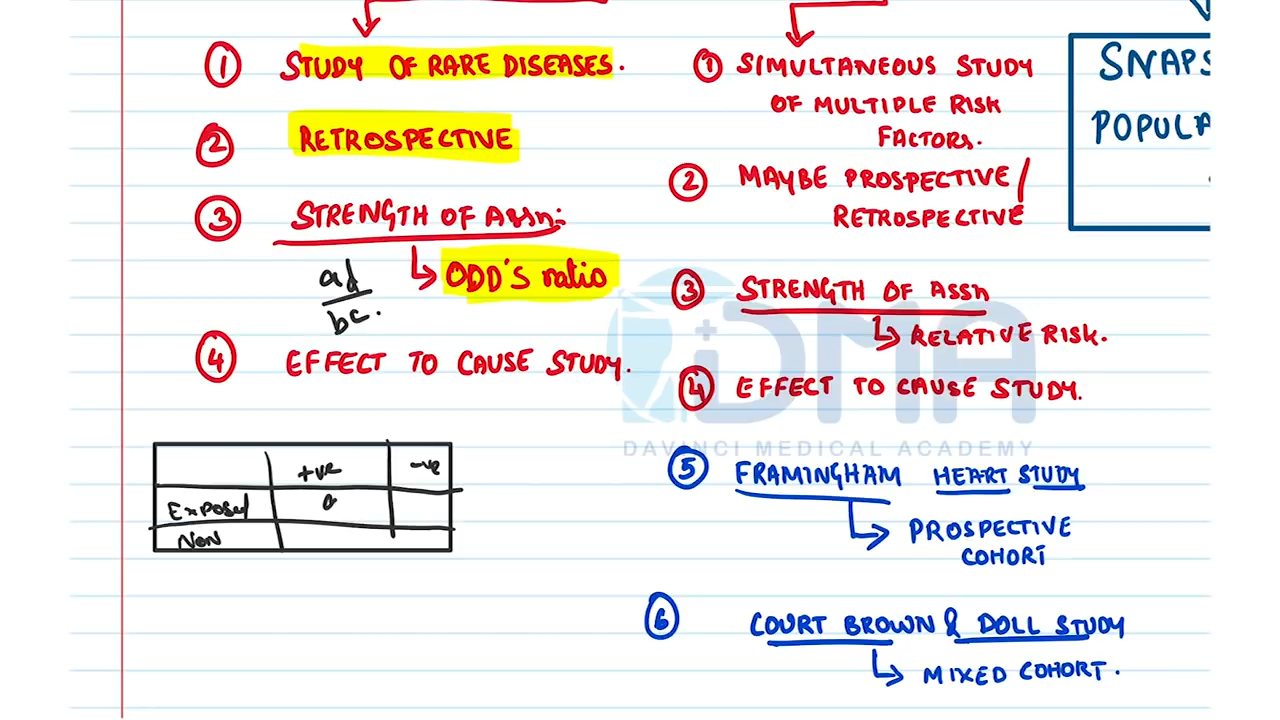 ① STUDY OF RARE DISEASES.
② RETROSPECTIVE
③ STRENGTH OF ASSN:
ODD'S ratio
ad
bc.
④ EFFECT TO CAUSE STUDY.
+ve -ve
Exposed a
NON
① SIMULTANEOUS STUDY
OF MULTIPLE RISK
FACTORS.
② MAYBE PROSPECTIVE /
RETROSPECTIVE
③ STRENGTH OF ASSN
RELATIVE RISK.
④ EFFECT TO CAUSE STUDY.
⑤ FRAMINGHAM HEART STUDY
PROSPECTIVE
COHORT
⑥ COURT BROWN & DOLL STUDY
MIXED COHORT.
SNAPS
POPULA
DMA
DAVINCI MEDICAL ACADEMY